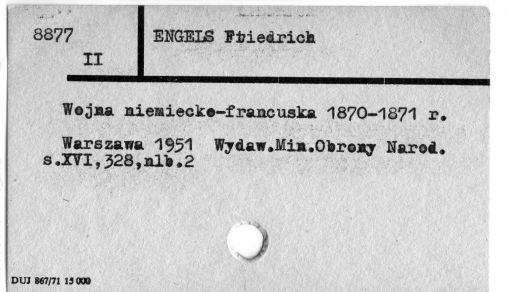 8877
II
ENGELS Friedrich
Wojna niemiecko-francuska 1870-1871 r.
Warszawa 1951 Wydaw.Min.Obrony Narod.
s.XVI,328,nlb.2
DUJ 867/71 15 000